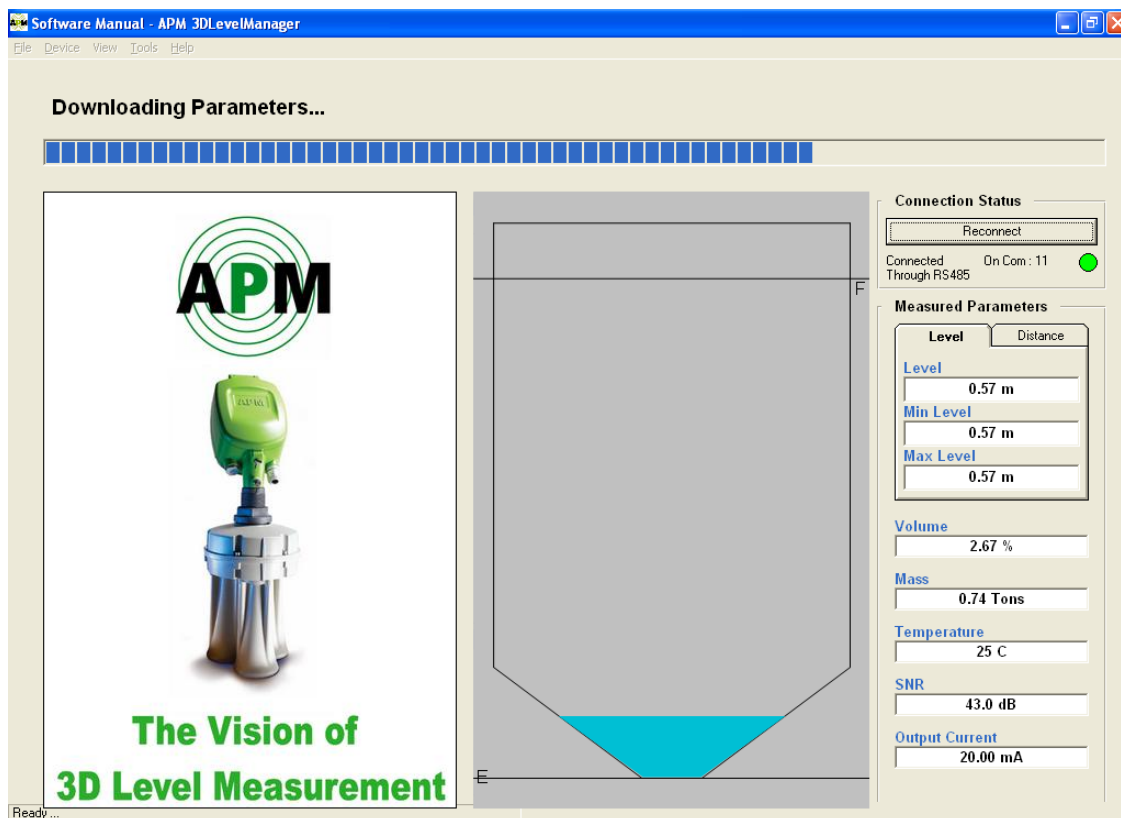 Software Manual - APM 3DLevelManager
File Device View Tools Help
Downloading Parameters...
APM
APM
The Vision of
3D Level Measurement
F
E
Connection Status
Reconnect
Connected On Com : 11
Through RS485
Measured Parameters
Level Distance
Level
0.57 m
Min Level
0.57 m
Max Level
0.57 m
Volume
2.67 %
Mass
0.74 Tons
Temperature
25 C
SNR
43.0 dB
Output Current
20.00 mA
Ready ...